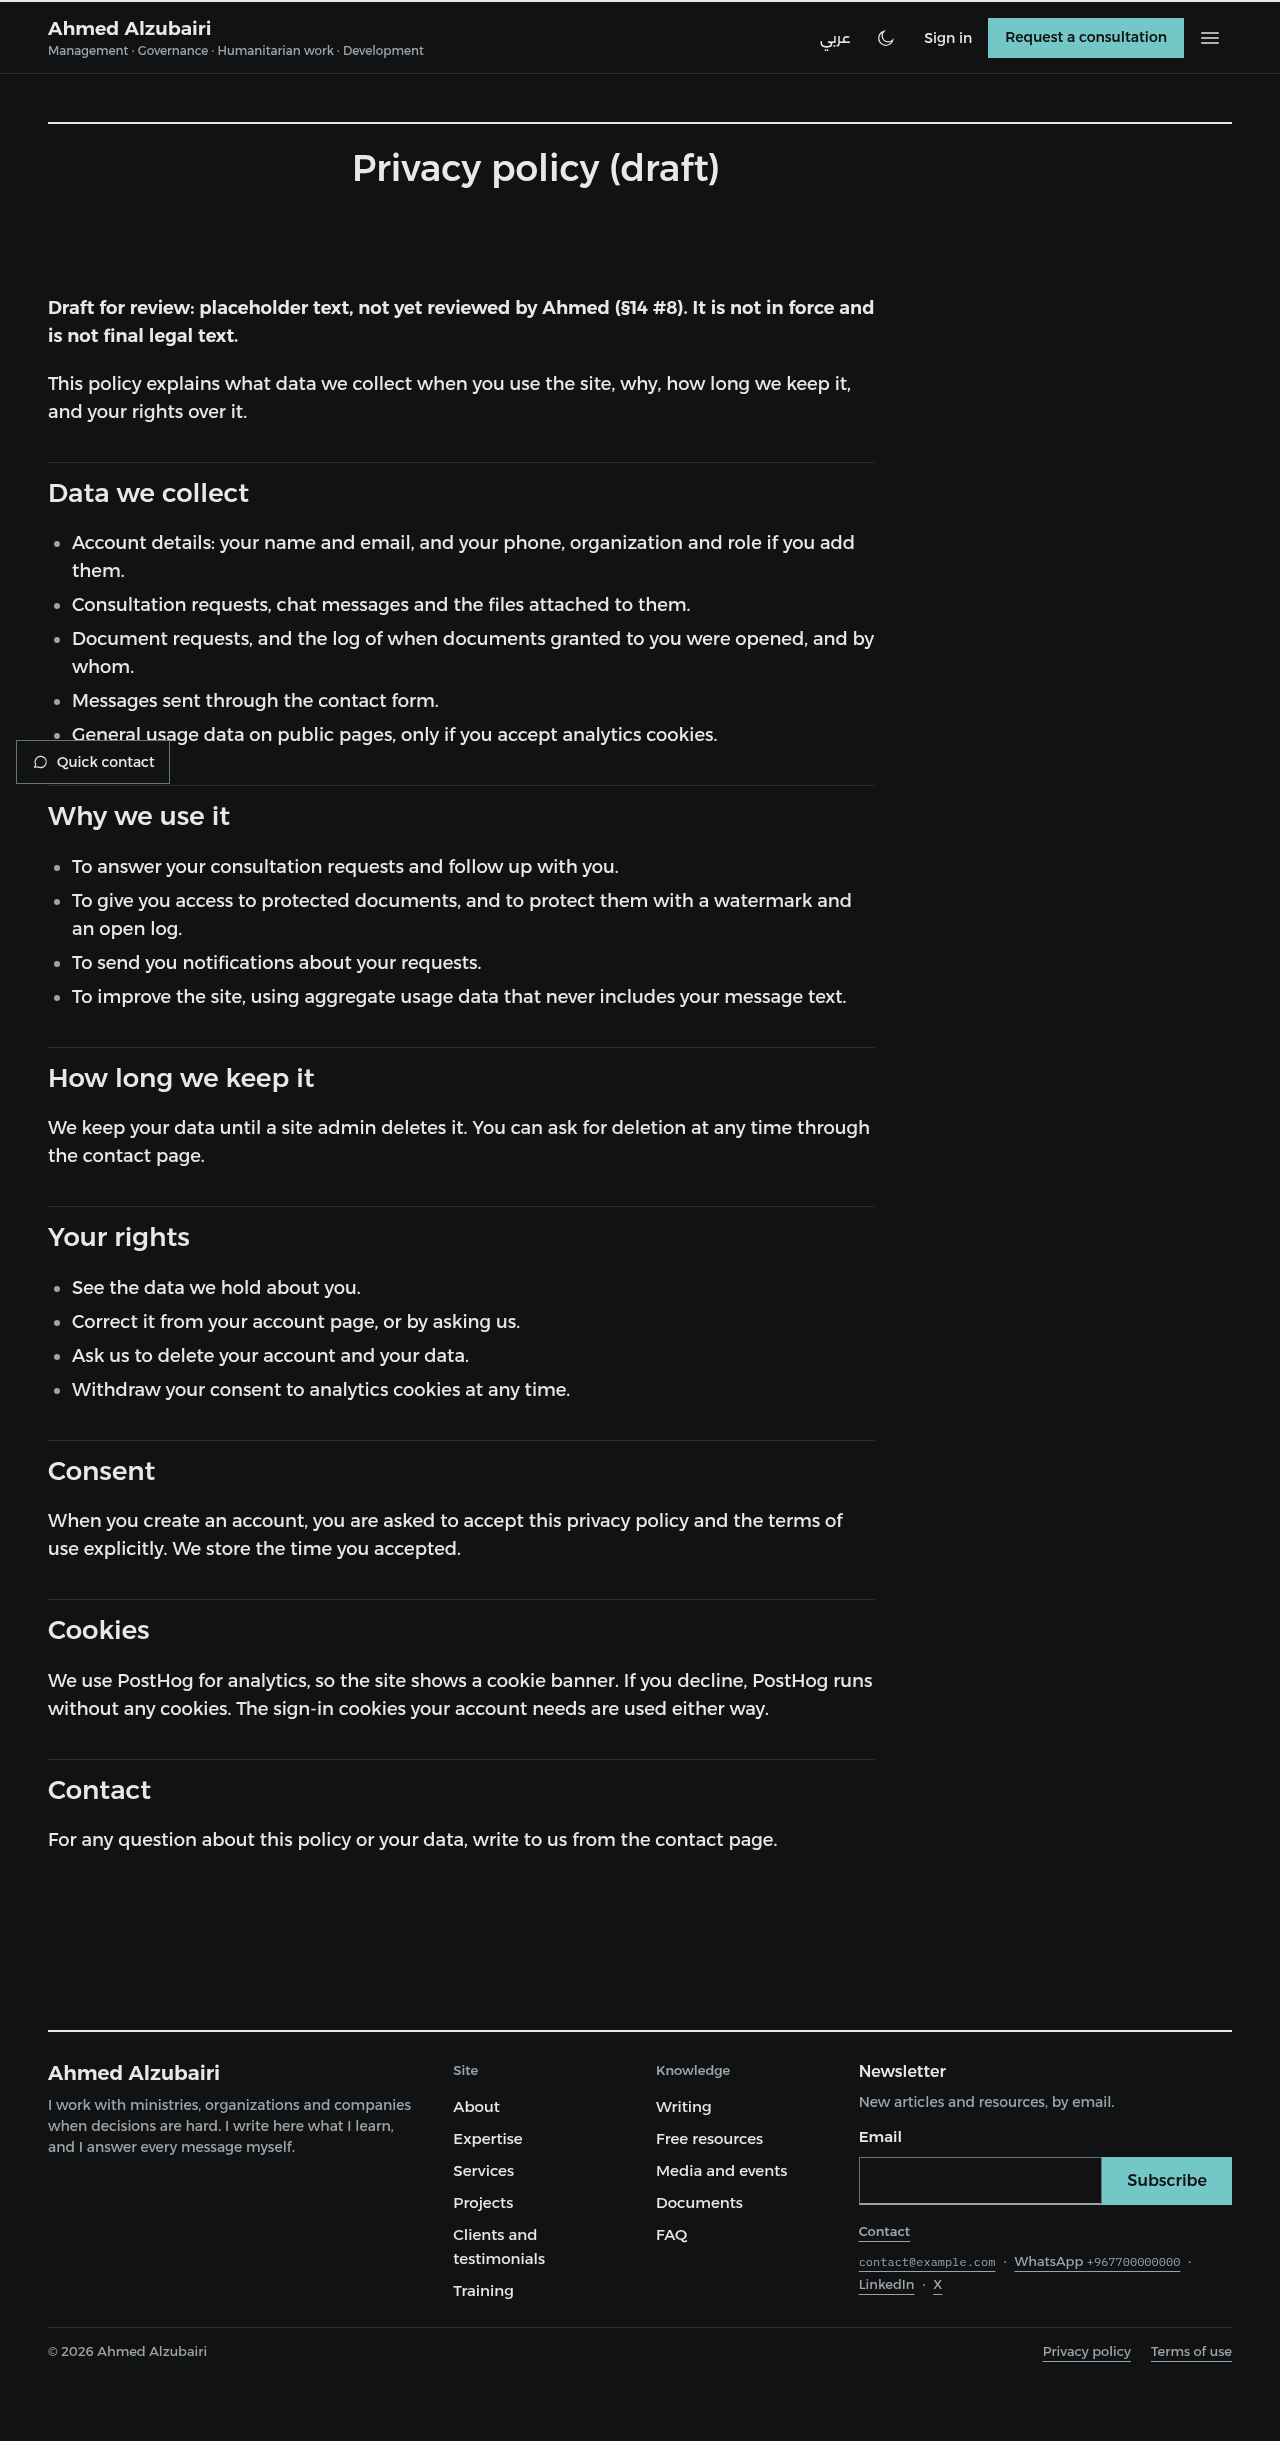 Ahmed Alzubairi
Management · Governance · Humanitarian work · Development
عربي
Sign in
Request a consultation
Privacy policy (draft)
Draft for review: placeholder text, not yet reviewed by Ahmed (§14 #8). It is not in force and
is not final legal text.
This policy explains what data we collect when you use the site, why, how long we keep it,
and your rights over it.
Data we collect
Account details: your name and email, and your phone, organization and role if you add
them.
Consultation requests, chat messages and the files attached to them.
Document requests, and the log of when documents granted to you were opened, and by
whom.
Messages sent through the contact form.
General usage data on public pages, only if you accept analytics cookies.
Quick contact
Why we use it
To answer your consultation requests and follow up with you.
To give you access to protected documents, and to protect them with a watermark and
an open log.
To send you notifications about your requests.
To improve the site, using aggregate usage data that never includes your message text.
How long we keep it
We keep your data until a site admin deletes it. You can ask for deletion at any time through
the contact page.
Your rights
See the data we hold about you.
Correct it from your account page, or by asking us.
Ask us to delete your account and your data.
Withdraw your consent to analytics cookies at any time.
Consent
When you create an account, you are asked to accept this privacy policy and the terms of
use explicitly. We store the time you accepted.
Cookies
We use PostHog for analytics, so the site shows a cookie banner. If you decline, PostHog runs
without any cookies. The sign-in cookies your account needs are used either way.
Contact
For any question about this policy or your data, write to us from the contact page.
Ahmed Alzubairi
I work with ministries, organizations and companies
when decisions are hard. I write here what I learn,
and I answer every message myself.
Site
About
Expertise
Services
Projects
Clients and
testimonials
Training
Knowledge
Writing
Free resources
Media and events
Documents
FAQ
Newsletter
New articles and resources, by email.
Email
Subscribe
Contact
contact@example.com · WhatsApp +967700000000 ·
LinkedIn · X
© 2026 Ahmed Alzubairi
Privacy policy
Terms of use